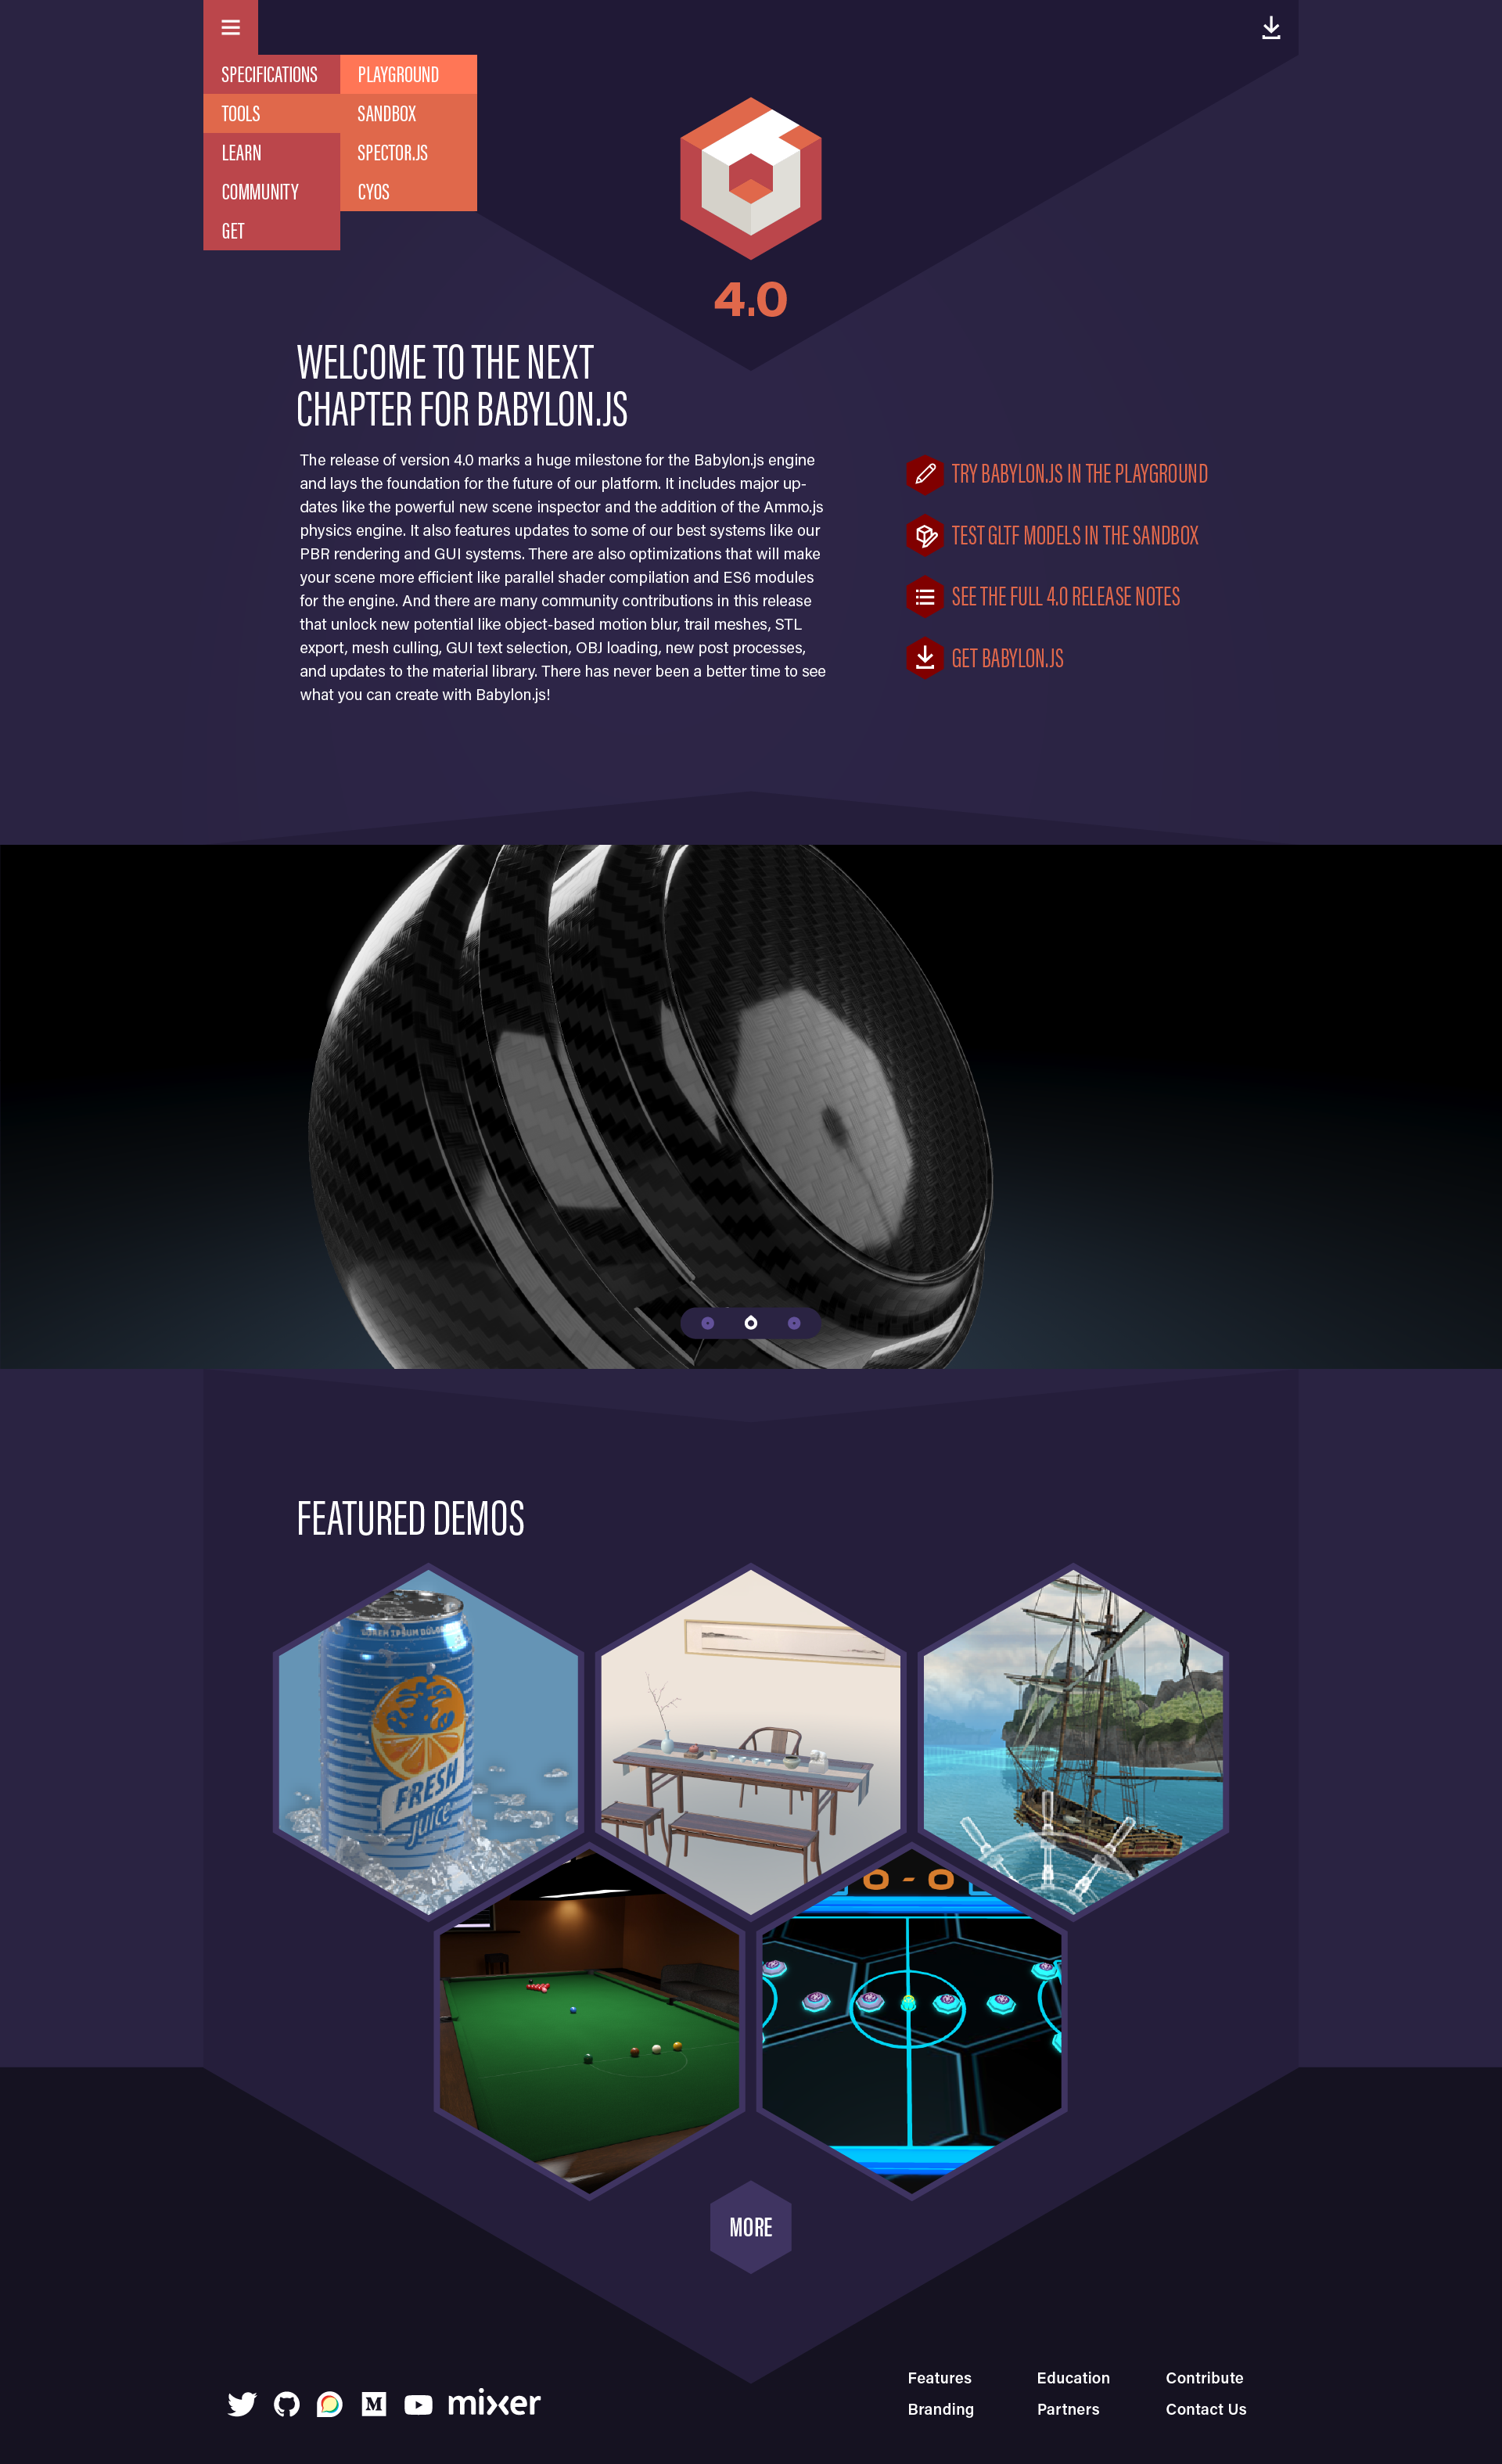 SPECIFICATIONS
TOOLS
LEARN
COMMUNITY
GET
PLAYGROUND
SANDBOX
SPECTOR.JS
CYOS
4.0
WELCOME TO THE NEXT
CHAPTER FOR BABYLON.JS
The release of version 4.0 marks a huge milestone for the Babylon.js engine
and lays the foundation for the future of our platform. It includes major up-
dates like the powerful new scene inspector and the addition of the Ammo.js
physics engine. It also features updates to some of our best systems like our
PBR rendering and GUI systems. There are also optimizations that will make
your scene more efficient like parallel shader compilation and ES6 modules
for the engine. And there are many community contributions in this release
that unlock new potential like object-based motion blur, trail meshes, STL
export, mesh culling, GUI text selection, OBJ loading, new post processes,
and updates to the material library. There has never been a better time to see
what you can create with Babylon.js!
TRY BABYLON.JS IN THE PLAYGROUND
TEST GLTF MODELS IN THE SANDBOX
SEE THE FULL 4.0 RELEASE NOTES
GET BABYLON.JS
FEATURED DEMOS
LOREM IPSUM DOLOR
FRESH
juice
0 - 0
MORE
M
mixer
Features
Education
Contribute
Branding
Partners
Contact Us